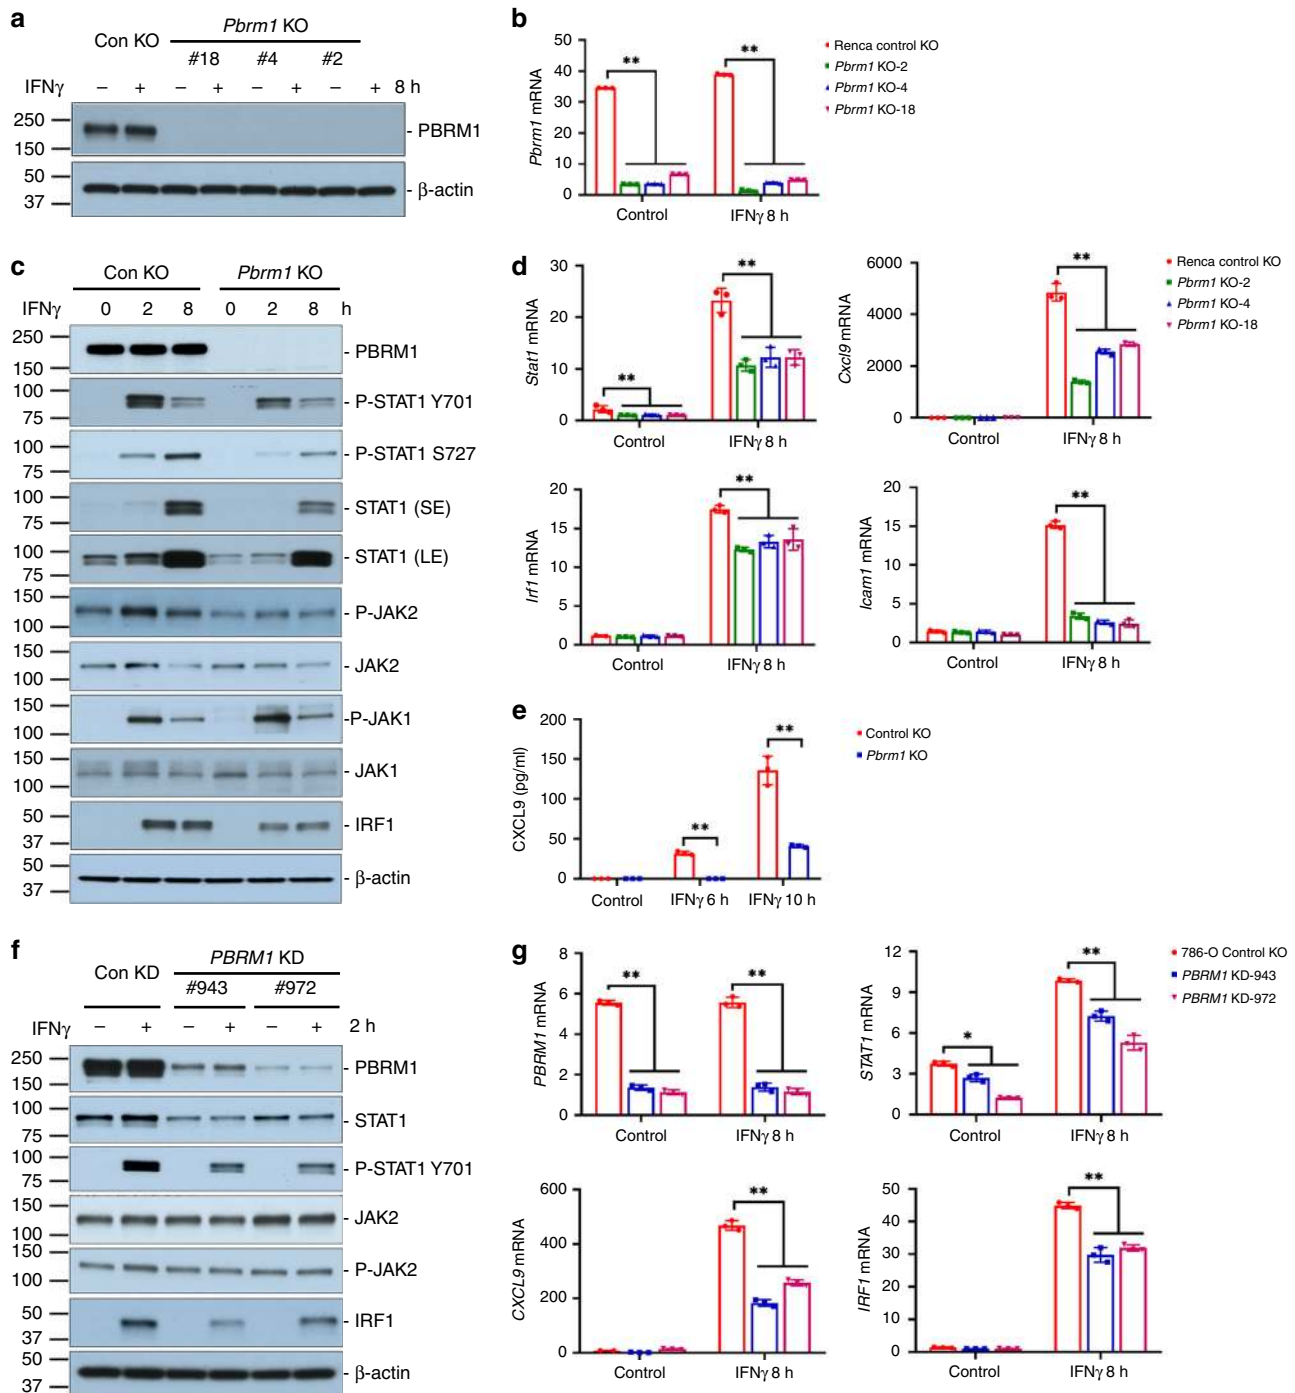 a
Con KO
Pbrm1 KO
#18 #4 #2
IFNγ – + – + – + – + 8 h
250
150
- PBRM1
50
37
- β-actin
b
Pbrm1 mRNA
50
40
30
20
10
0
** **
Control IFNγ 8 h
Renca control KO
Pbrm1 KO-2
Pbrm1 KO-4
Pbrm1 KO-18
c
Con KO Pbrm1 KO
IFNγ 0 2 8 0 2 8 h
250
150
- PBRM1
100
75
- P-STAT1 Y701
100
75
- P-STAT1 S727
100
75
- STAT1 (SE)
100
75
- STAT1 (LE)
150
100
- P-JAK2
150
100
- JAK2
150
100
-P-JAK1
150
100
- JAK1
50
37
- IRF1
50
37
- β-actin
d
Stat1 mRNA
30
20
10
0
** **
Control IFNγ 8 h
Cxcl9 mRNA
6000
4000
2000
0
**
Control IFNγ 8 h
Renca control KO
Pbrm1 KO-2
Pbrm1 KO-4
Pbrm1 KO-18
Irf1 mRNA
20
15
10
5
0
**
Control IFNγ 8 h
Icam1 mRNA
15
10
5
0
**
Control IFNγ 8 h
e
CXCL9 (pg/ml)
200
150
100
50
0
** **
Control IFNγ 6 h IFNγ 10 h
Control KO
Pbrm1 KO
f
Con KD
PBRM1 KD
#943 #972
IFNγ – + – + – + 2 h
250
150
- PBRM1
100
75
- STAT1
100
75
- P-STAT1 Y701
150
100
- JAK2
150
100
- P-JAK2
50
37
- IRF1
50
37
- β-actin
g
PBRM1 mRNA
8
6
4
2
0
** **
Control IFNγ 8 h
STAT1 mRNA
12
9
6
3
0
* **
Control IFNγ 8 h
786-O Control KO
PBRM1 KD-943
PBRM1 KD-972
CXCL9 mRNA
600
400
200
0
**
Control IFNγ 8 h
IRF1 mRNA
50
40
30
20
10
0
**
Control IFNγ 8 h